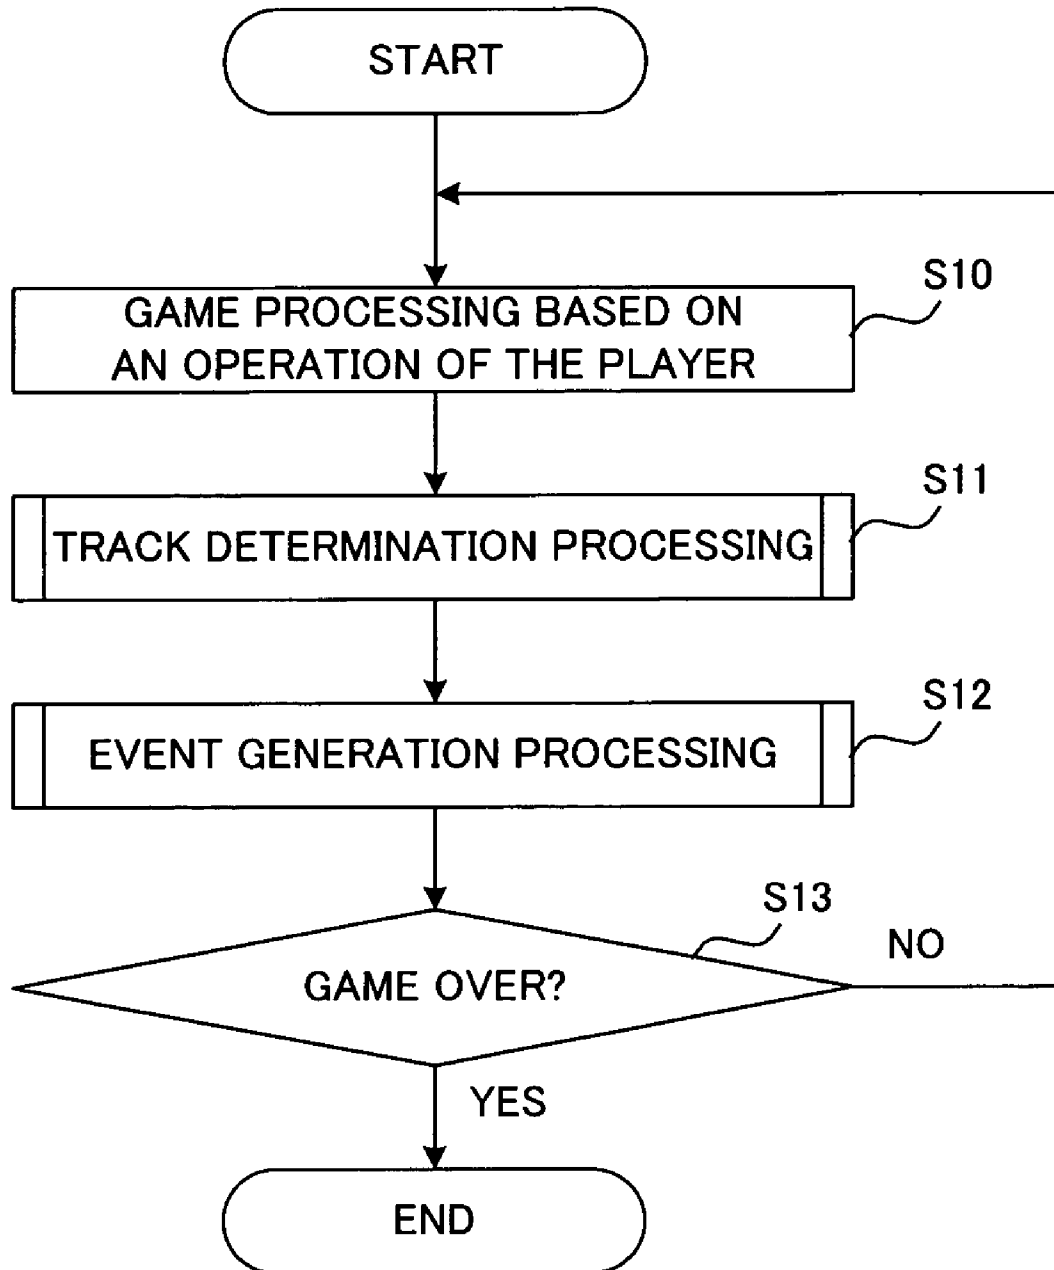 START
S10
GAME PROCESSING BASED ON
AN OPERATION OF THE PLAYER
S11
TRACK DETERMINATION PROCESSING
S12
EVENT GENERATION PROCESSING
S13
NO
GAME OVER?
YES
END